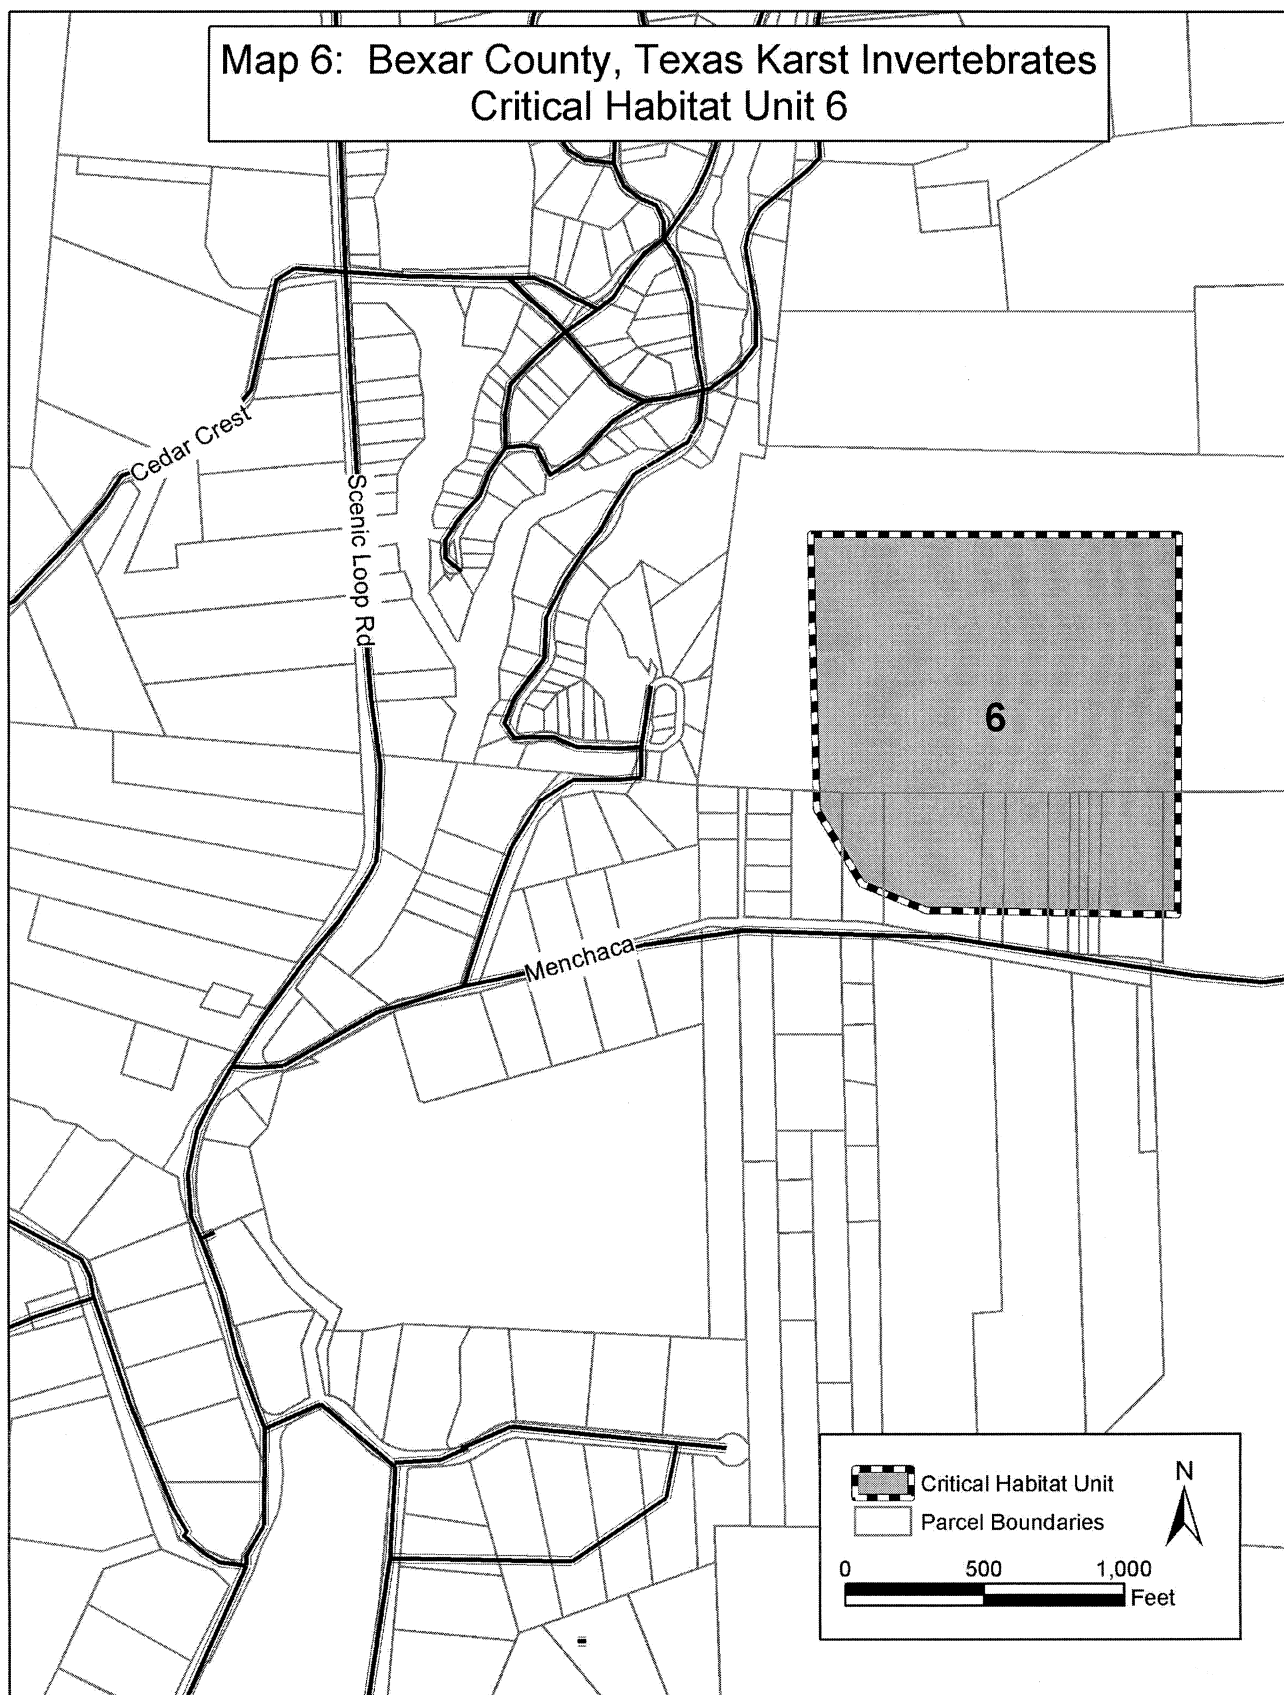 Map 6: Bexar County, Texas Karst Invertebrates
Critical Habitat Unit 6
Cedar Crest
Scenic Loop Rd
6
Menchaca
Critical Habitat Unit
Parcel Boundaries
N
0 500 1,000
Feet